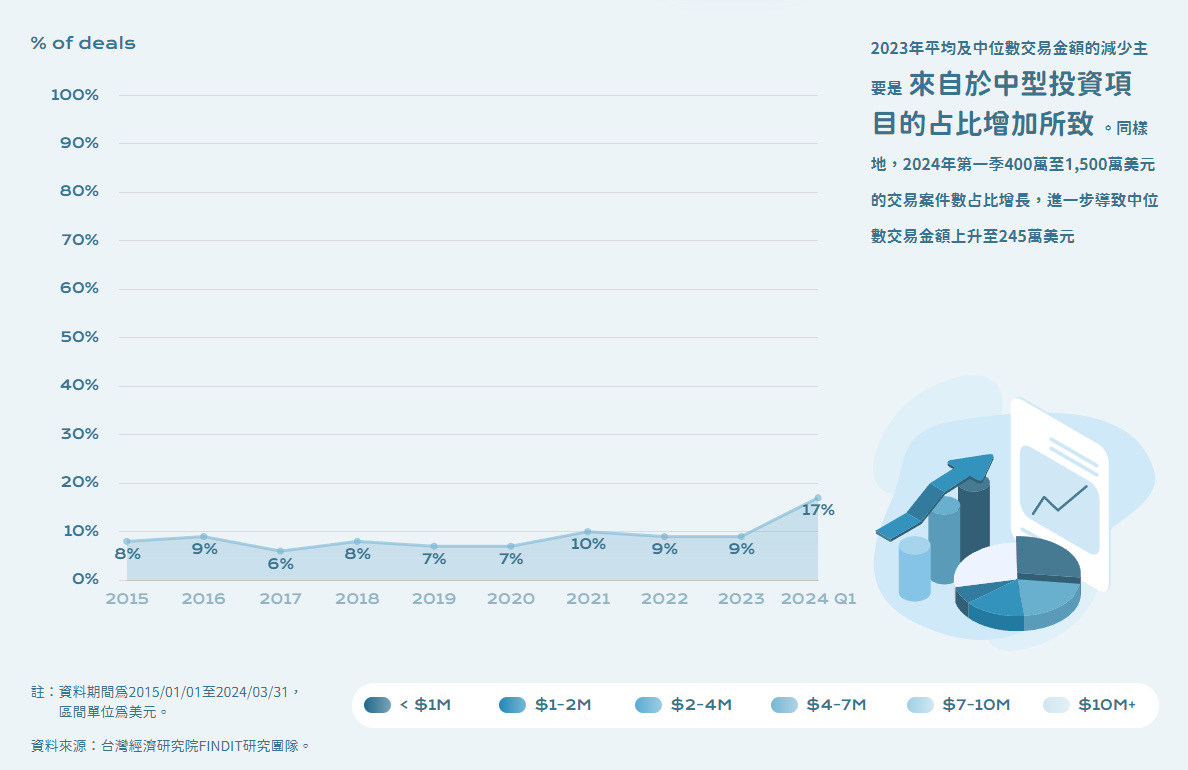 % of deals
100%
90%
80%
70%
60%
50%
40%
30%
20%
10%
0%
8%
9%
6%
8%
7%
7%
10%
9%
9%
17%
2015
2016
2017
2018
2019
2020
2021
2022
2023
2024 Q1
2023年平均及中位數交易金額的減少主
要是 來自於中型投資項
目的占比增加所致 。同樣
地，2024年第一季400萬至1,500萬美元
的交易案件數占比增長，進一步導致中位
數交易金額上升至245萬美元
註：資料期間為2015/01/01至2024/03/31，
區間單位為美元。
資料來源：台灣經濟研究院FINDIT研究團隊。
< $1M
$1-2M
$2-4M
$4-7M
$7-10M
$10M+